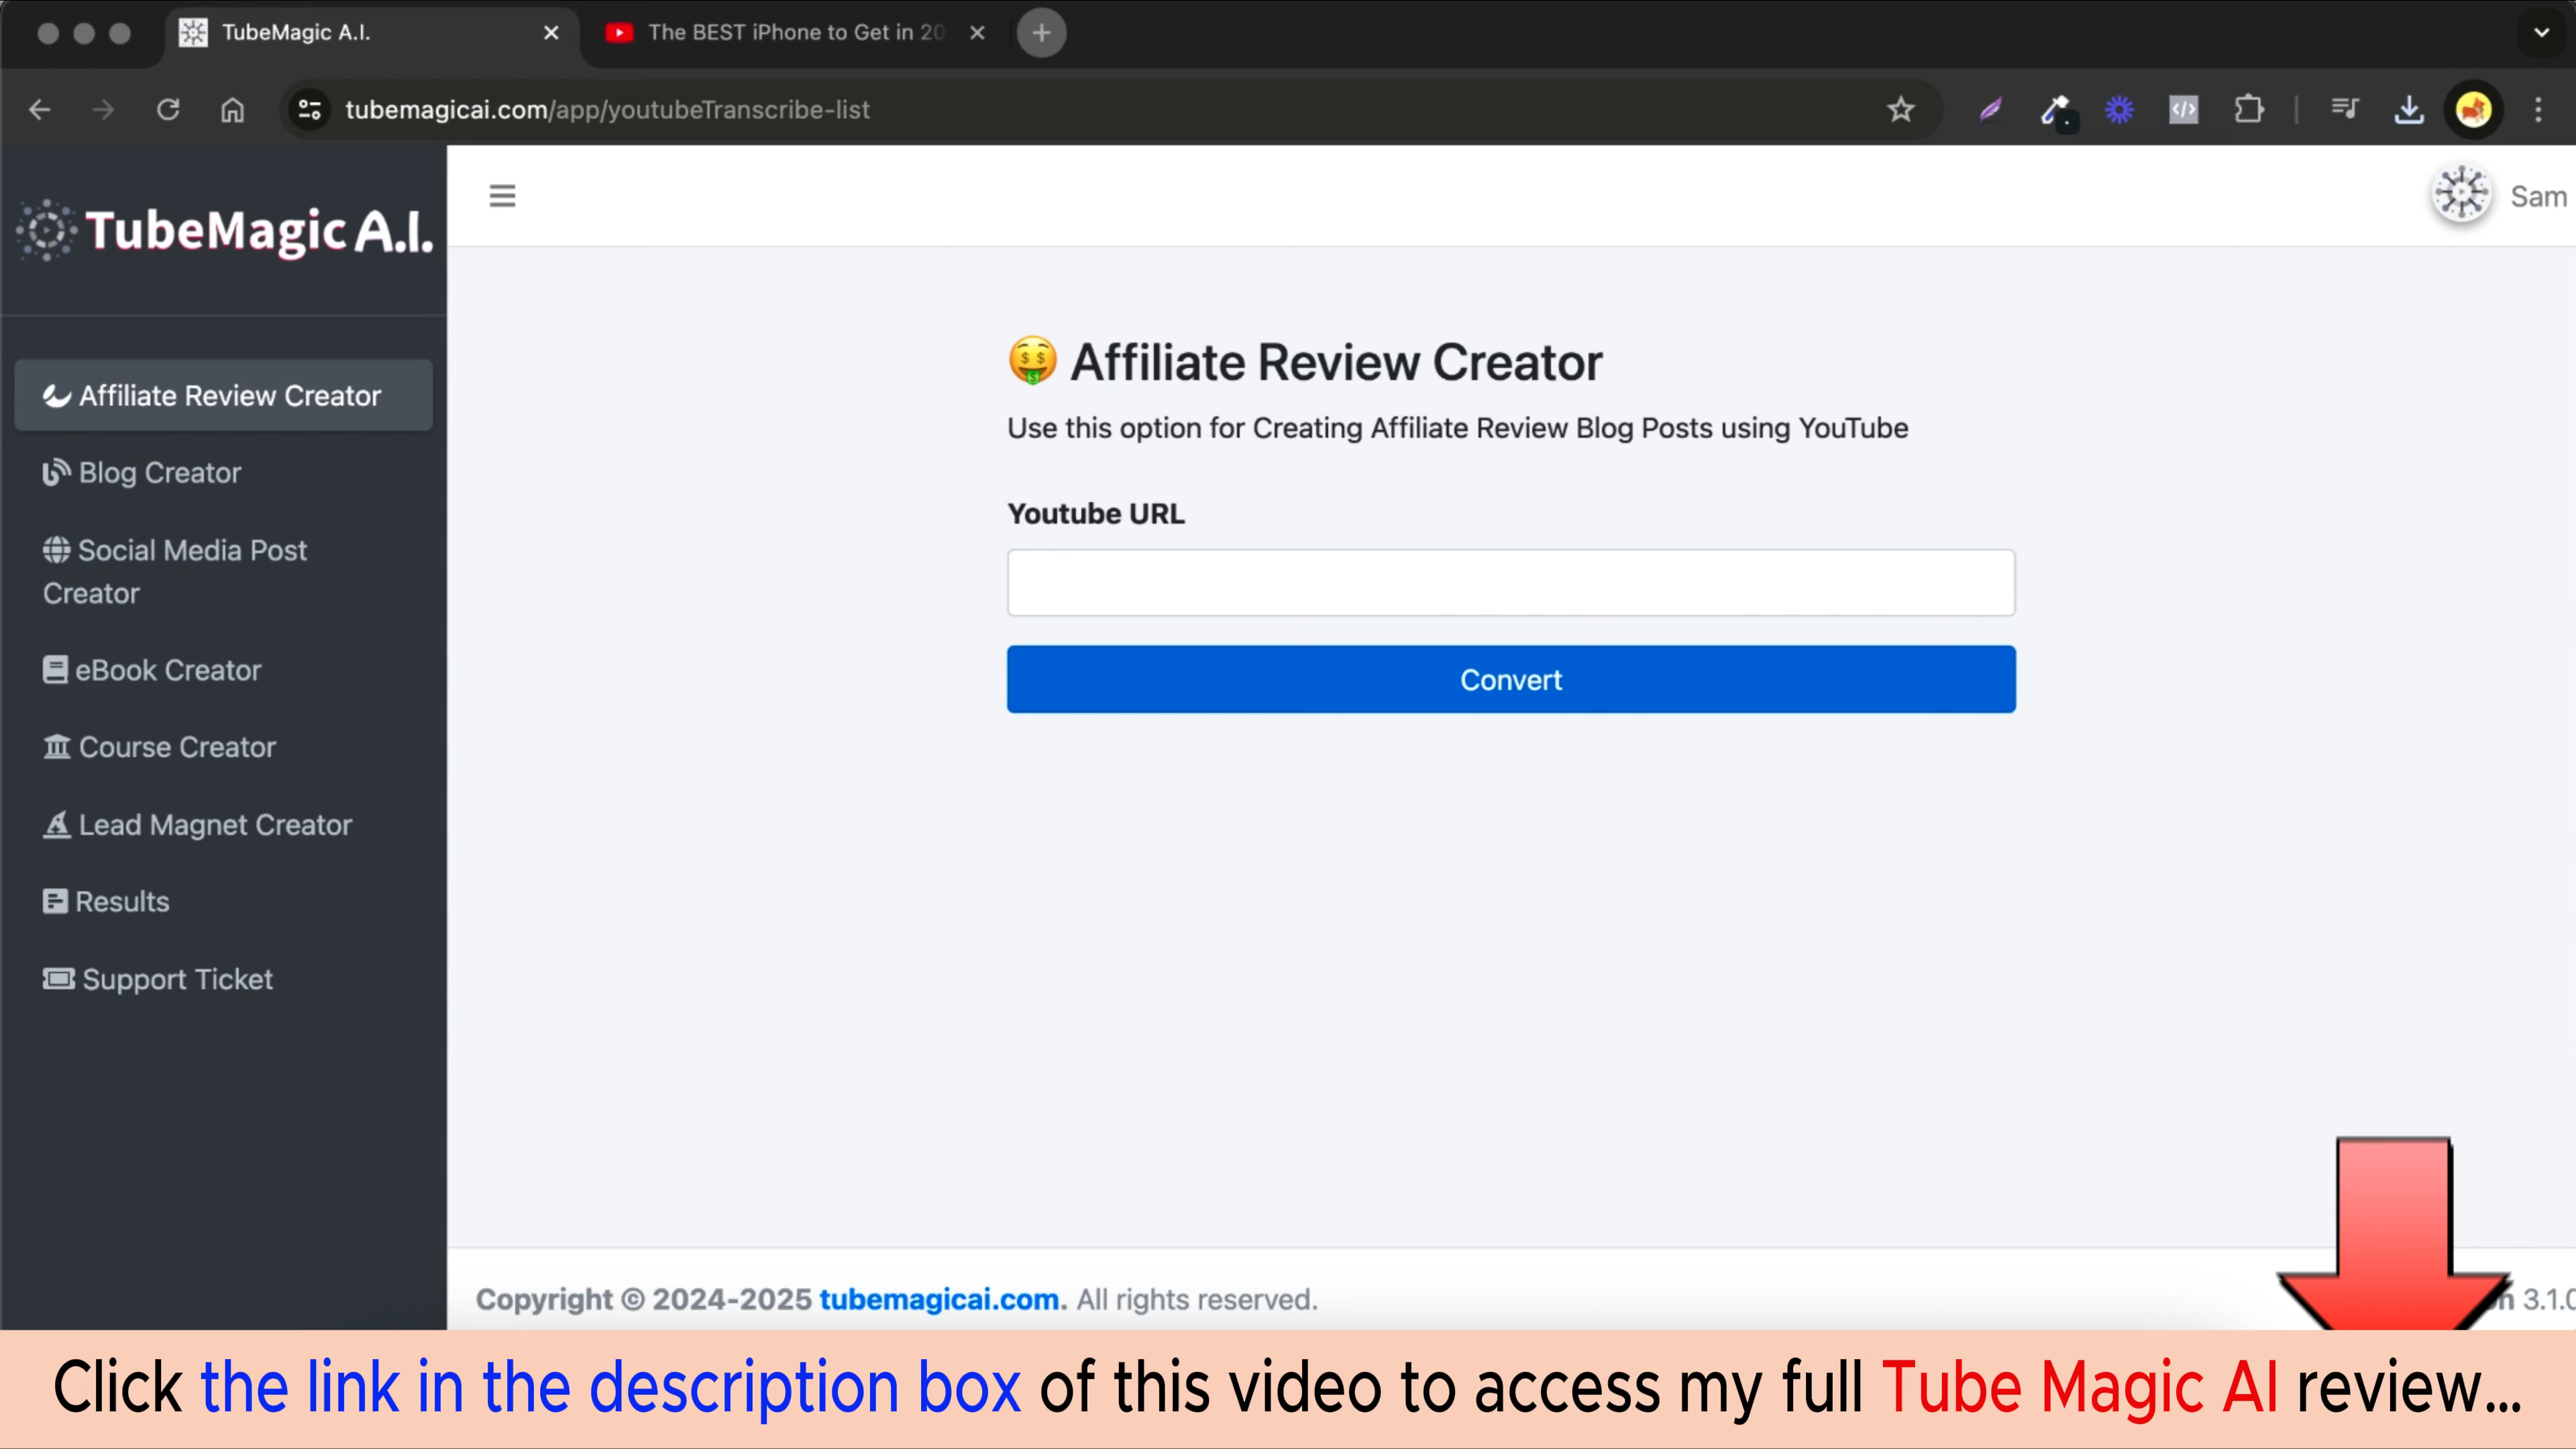 TubeMagic A.I.
The BEST iPhone to Get in 20
tubemagicai.com/app/youtubeTranscribe-list
TubeMagic A.I.
Sam
Affiliate Review Creator
Blog Creator
Social Media Post
Creator
eBook Creator
Course Creator
Lead Magnet Creator
Results
Support Ticket
🤑 Affiliate Review Creator
Use this option for Creating Affiliate Review Blog Posts using YouTube
Youtube URL
Convert
Copyright © 2024-2025 tubemagicai.com. All rights reserved.
3.1.0
Click the link in the description box of this video to access my full Tube Magic AI review...